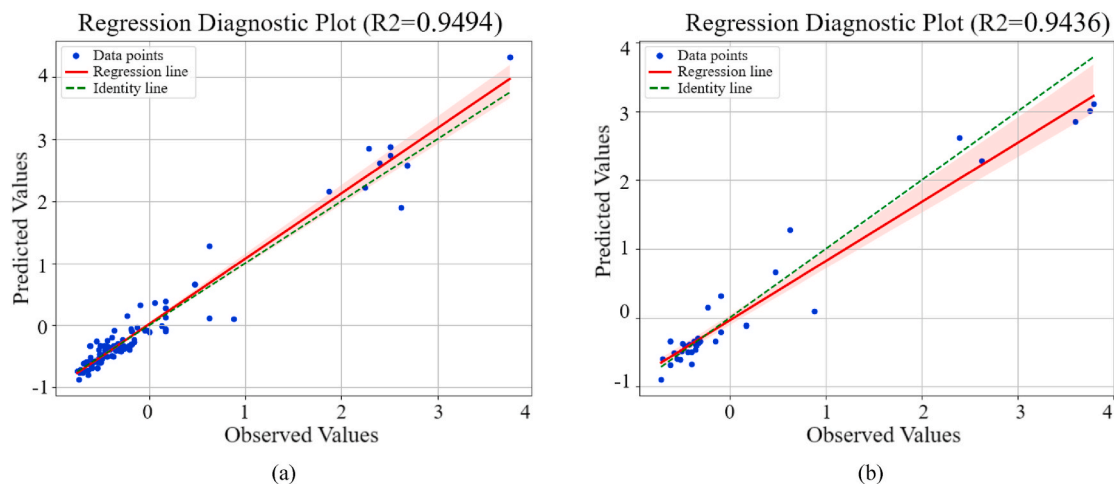 Regression Diagnostic Plot (R2=0.9494)
Data points
Regression line
Identity line
Predicted Values
4
3
2
1
0
-1
0
1
2
3
4
Observed Values
(a)
Regression Diagnostic Plot (R2=0.9436)
Data points
Regression line
Identity line
Predicted Values
4
3
2
1
0
-1
0
1
2
3
4
Observed Values
(b)